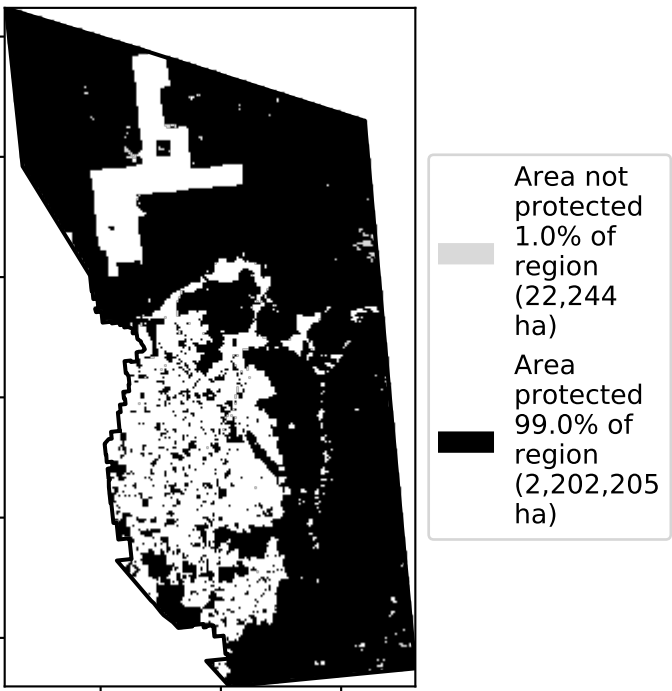 Area not
protected
1.0% of
region
(22,244
ha)
Area
protected
99.0% of
region
(2,202,205
ha)